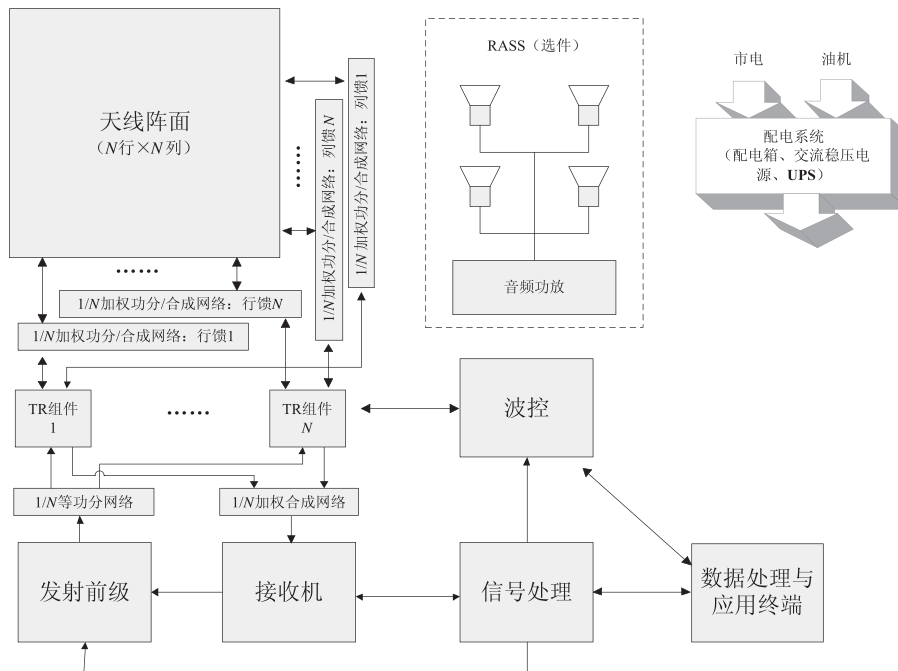 天线阵面
（N行×N列）
......
1/N加权功分/合成网络：列馈N
1/N加权功分/合成网络：列馈1
......
1/N加权功分/合成网络：行馈N
1/N加权功分/合成网络：行馈1
RASS（选件）
音频功放
市电
油机
配电系统
（配电箱、交流稳压电
源、UPS）
TR组件
1
......
TR组件
N
波控
1/N等功分网络
1/N加权合成网络
发射前级
接收机
信号处理
数据处理与
应用终端